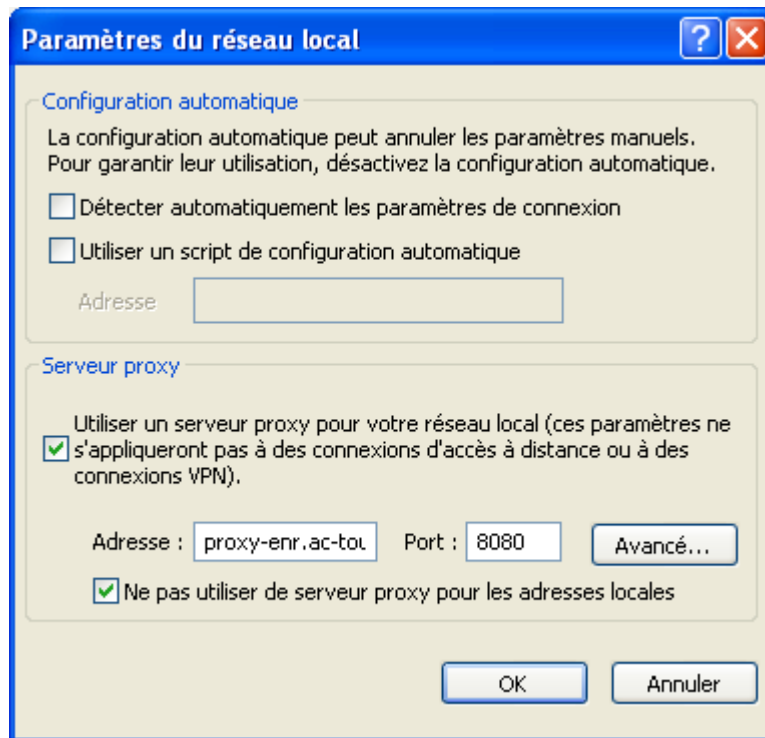 Paramètres du réseau local
Configuration automatique
La configuration automatique peut annuler les paramètres manuels.
Pour garantir leur utilisation, désactivez la configuration automatique.
Détecter automatiquement les paramètres de connexion
Utiliser un script de configuration automatique
Adresse
Serveur proxy
Utiliser un serveur proxy pour votre réseau local (ces paramètres ne
s'appliqueront pas à des connexions d'accès à distance ou à des
connexions VPN).
Adresse : proxy-enr.ac-tou Port : 8080 Avancé...
Ne pas utiliser de serveur proxy pour les adresses locales
OK Annuler